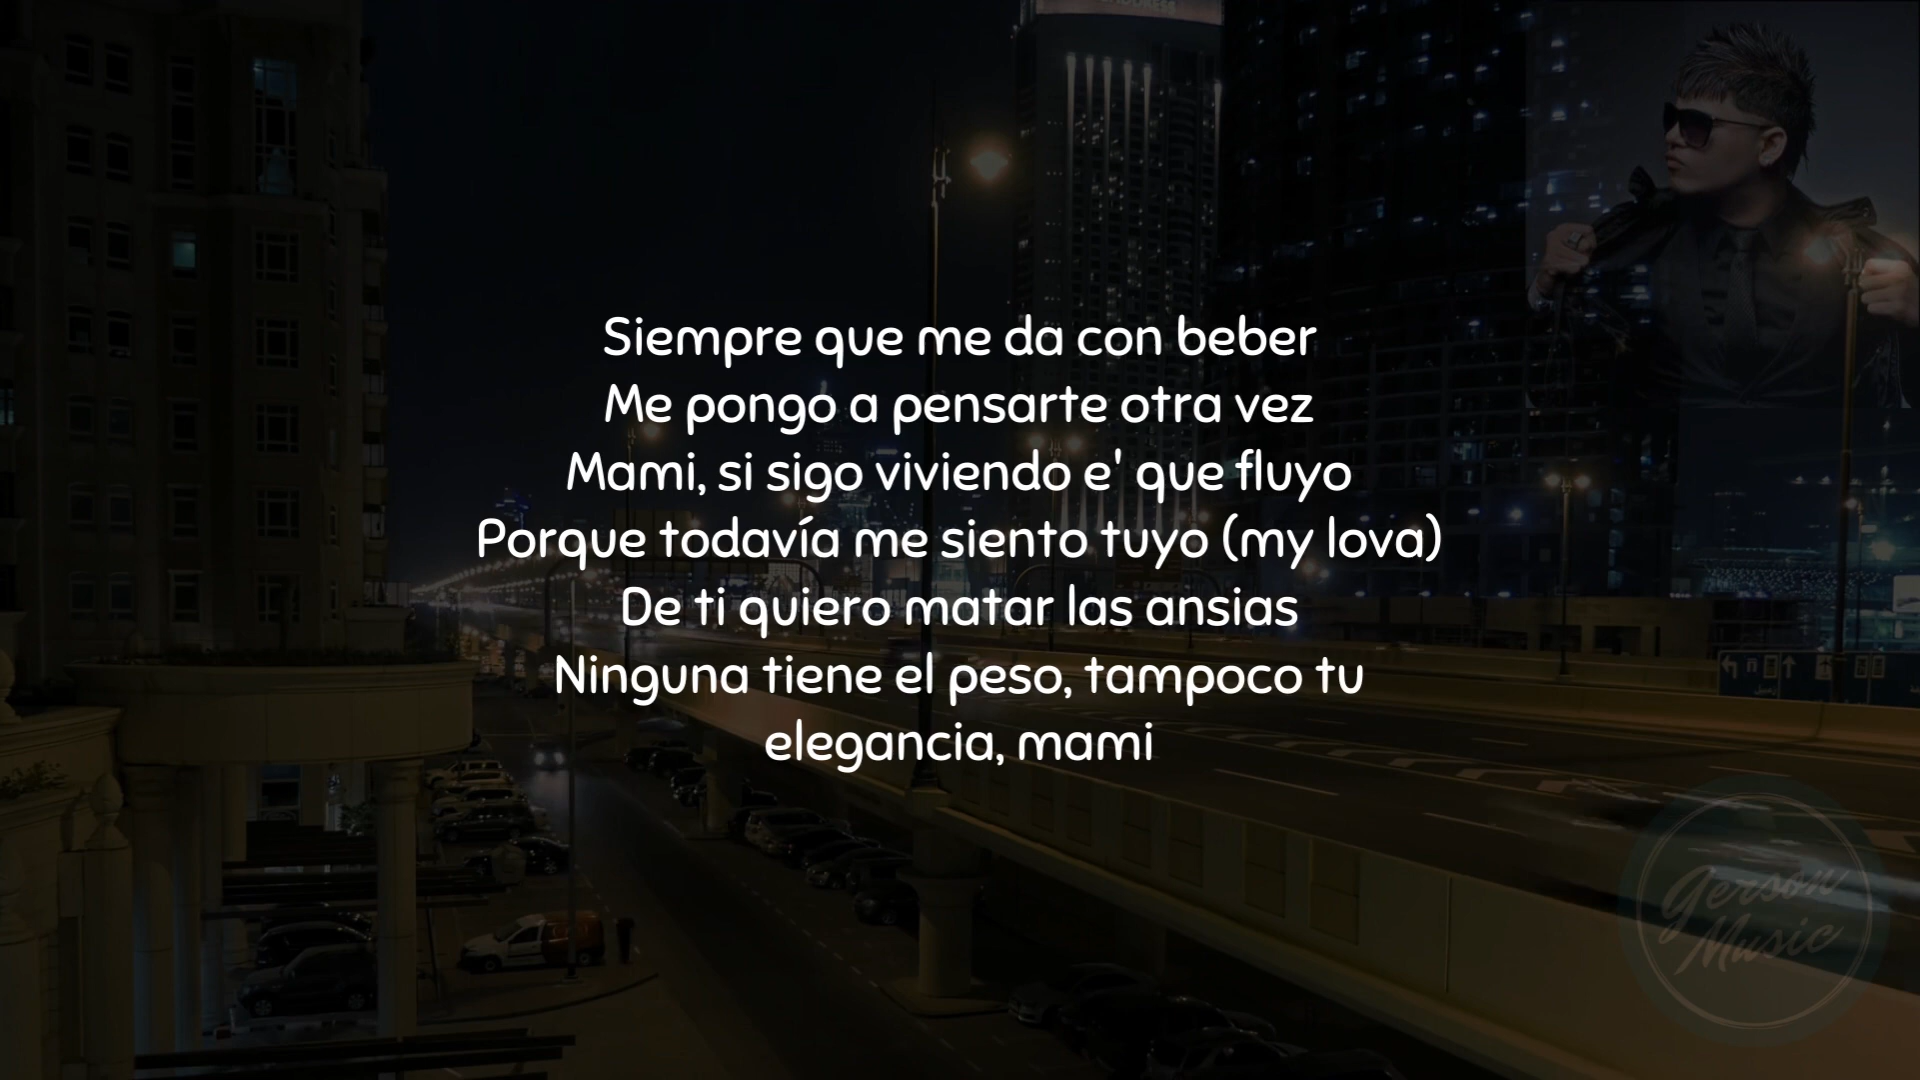 ADDRESS
Siempre que me da con beber
Me pongo a pensarte otra vez
Mami, si sigo viviendo e' que fluyo
Porque todavía me siento tuyo (my lova)
De ti quiero matar las ansias
Ninguna tiene el peso, tampoco tu
elegancia, mami
Gerson
Music